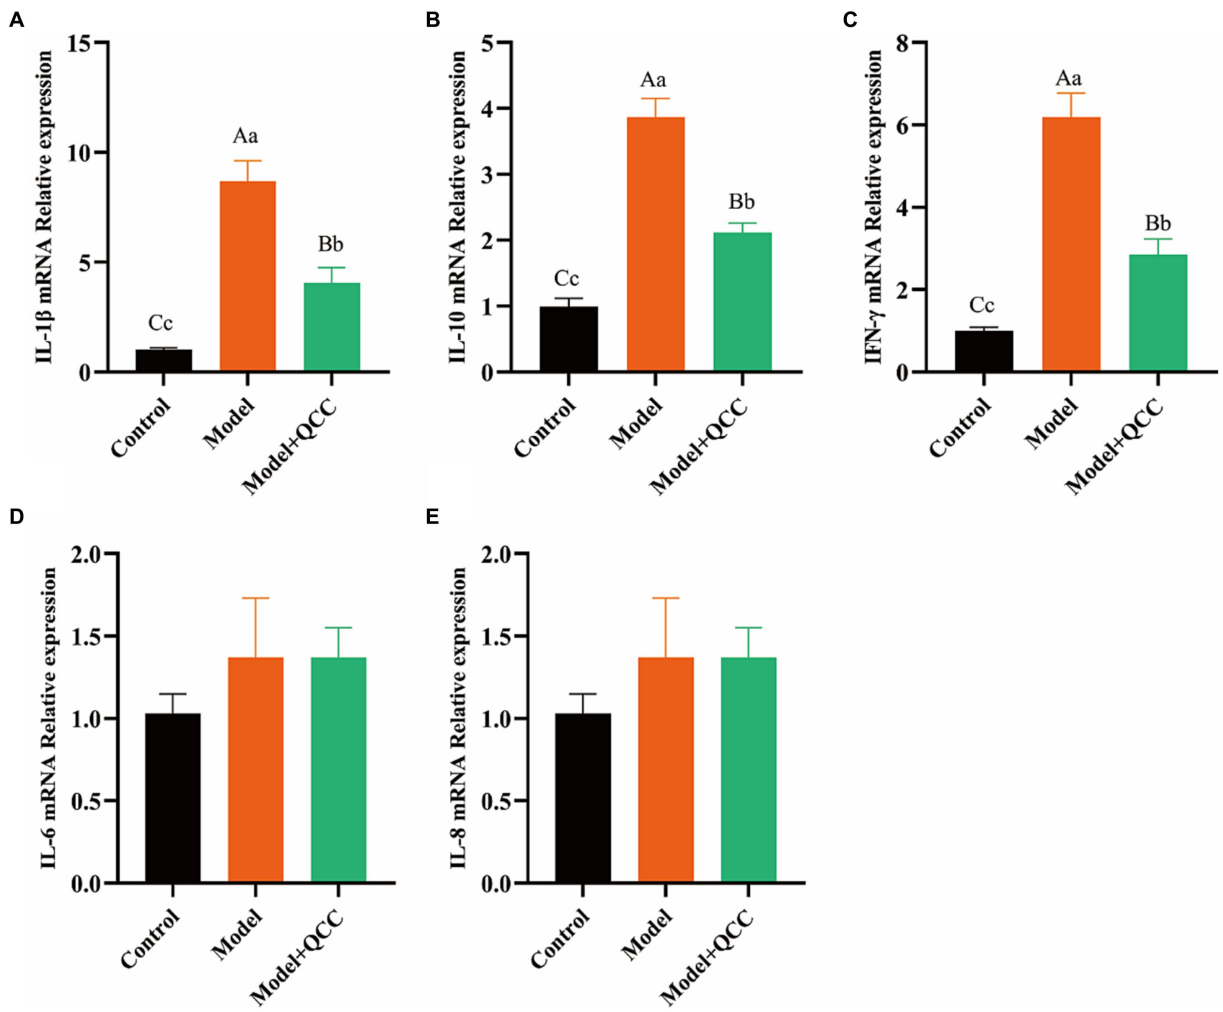 A
IL-1β mRNA Relative expression
15
10
5
0
Cc
Aa
Bb
Control
Model
Model+QCC
B
IL-10 mRNA Relative expression
5
4
3
2
1
0
Cc
Aa
Bb
Control
Model
Model+QCC
C
IFN-γ mRNA Relative expression
8
6
4
2
0
Cc
Aa
Bb
Control
Model
Model+QCC
D
IL-6 mRNA Relative expression
2.0
1.5
1.0
0.5
0.0
Control
Model
Model+QCC
E
IL-8 mRNA Relative expression
2.0
1.5
1.0
0.5
0.0
Control
Model
Model+QCC